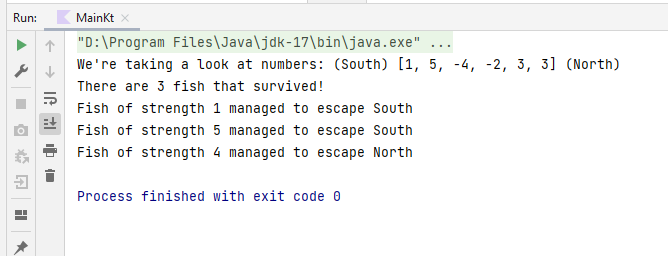 Run: MainKt
"D:\Program Files\Java\jdk-17\bin\java.exe" ...
We're taking a look at numbers: (South) [1, 5, -4, -2, 3, 3] (North)
There are 3 fish that survived!
Fish of strength 1 managed to escape South
Fish of strength 5 managed to escape South
Fish of strength 4 managed to escape North
Process finished with exit code 0